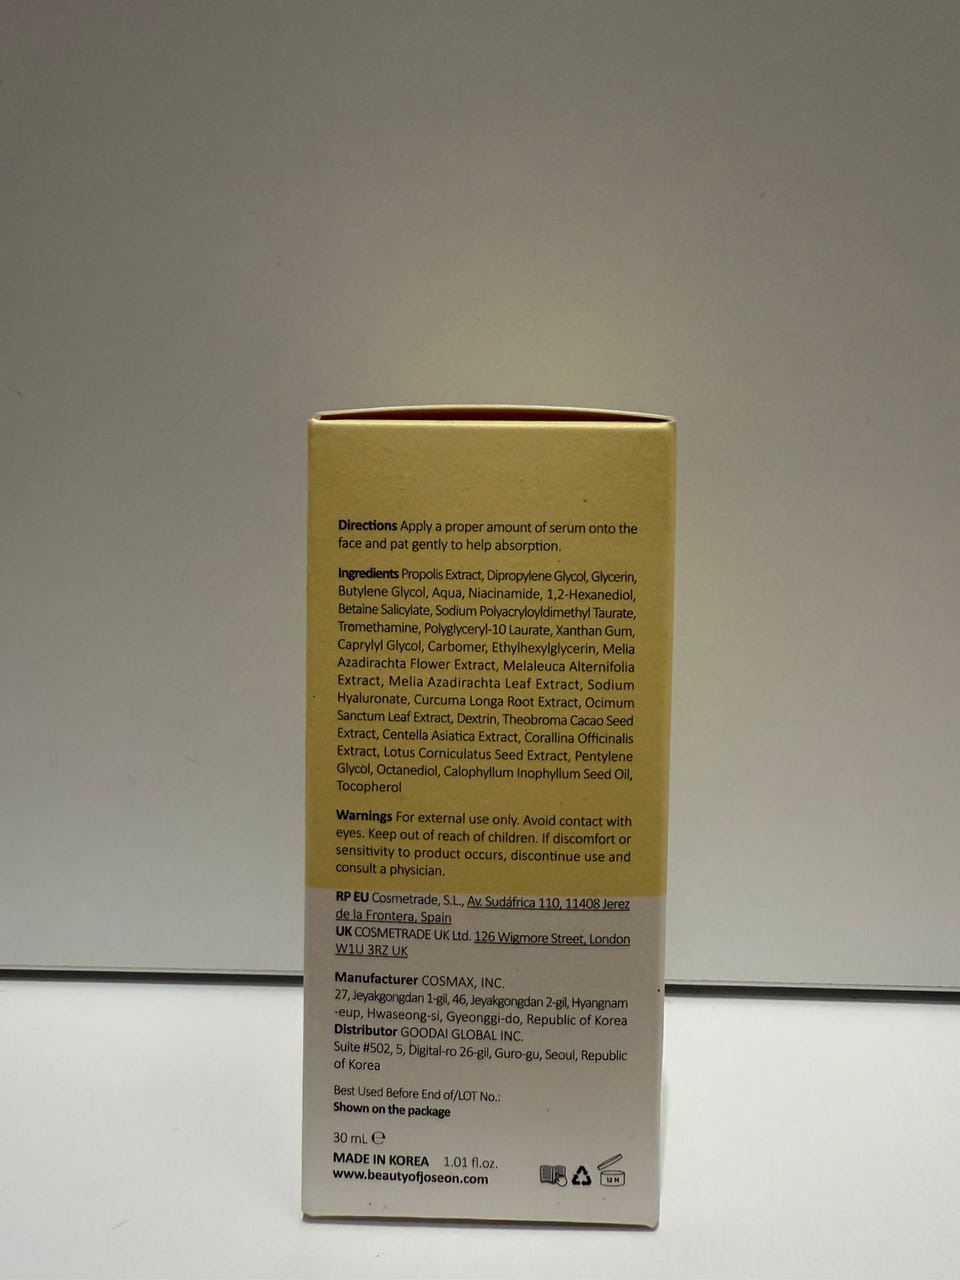 Directions Apply a proper amount of serum onto the
face and pat gently to help absorption.
Ingredients Propolis Extract, Dipropylene Glycol, Glycerin,
Butylene Glycol, Aqua, Niacinamide, 1,2-Hexanediol,
Betaine Salicylate, Sodium Polyacryloyldimethyl Taurate,
Tromethamine, Polyglyceryl-10 Laurate, Xanthan Gum,
Caprylyl Glycol, Carbomer, Ethylhexylglycerin, Melia
Azadirachta Flower Extract, Melaleuca Alternifolia
Extract, Melia Azadirachta Leaf Extract, Sodium
Hyaluronate, Curcuma Longa Root Extract, Ocimum
Sanctum Leaf Extract, Dextrin, Theobroma Cacao Seed
Extract, Centella Asiatica Extract, Corallina Officinalis
Extract, Lotus Corniculatus Seed Extract, Pentylene
Glycol, Octanediol, Calophyllum Inophyllum Seed Oil,
Tocopherol
Warnings For external use only. Avoid contact with
eyes. Keep out of reach of children. If discomfort or
sensitivity to product occurs, discontinue use and
consult a physician.
RP EU Cosmetrade, S.L., Av. Sudáfrica 110, 11408 Jerez
de la Frontera, Spain
UK COSMETRADE UK Ltd. 126 Wigmore Street, London
W1U 3RZ UK
Manufacturer COSMAX, INC.
27, Jeyakgongdan 1-gil, 46, Jeyakgongdan 2-gil, Hyangnam
-eup, Hwaseong-si, Gyeonggi-do, Republic of Korea
Distributor GOODAI GLOBAL INC.
Suite #502, 5, Digital-ro 26-gil, Guro-gu, Seoul, Republic
of Korea
Best Used Before End of/LOT No.:
Shown on the package
30 mL ℮
MADE IN KOREA 1.01 fl.oz.
www.beautyofjoseon.com
12 M